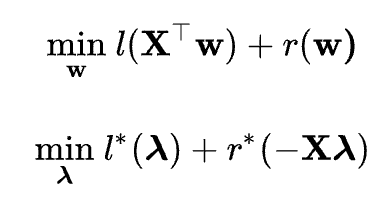 min_w l(X^⊤ w) + r(w)
min_λ l*(λ) + r*(−Xλ)